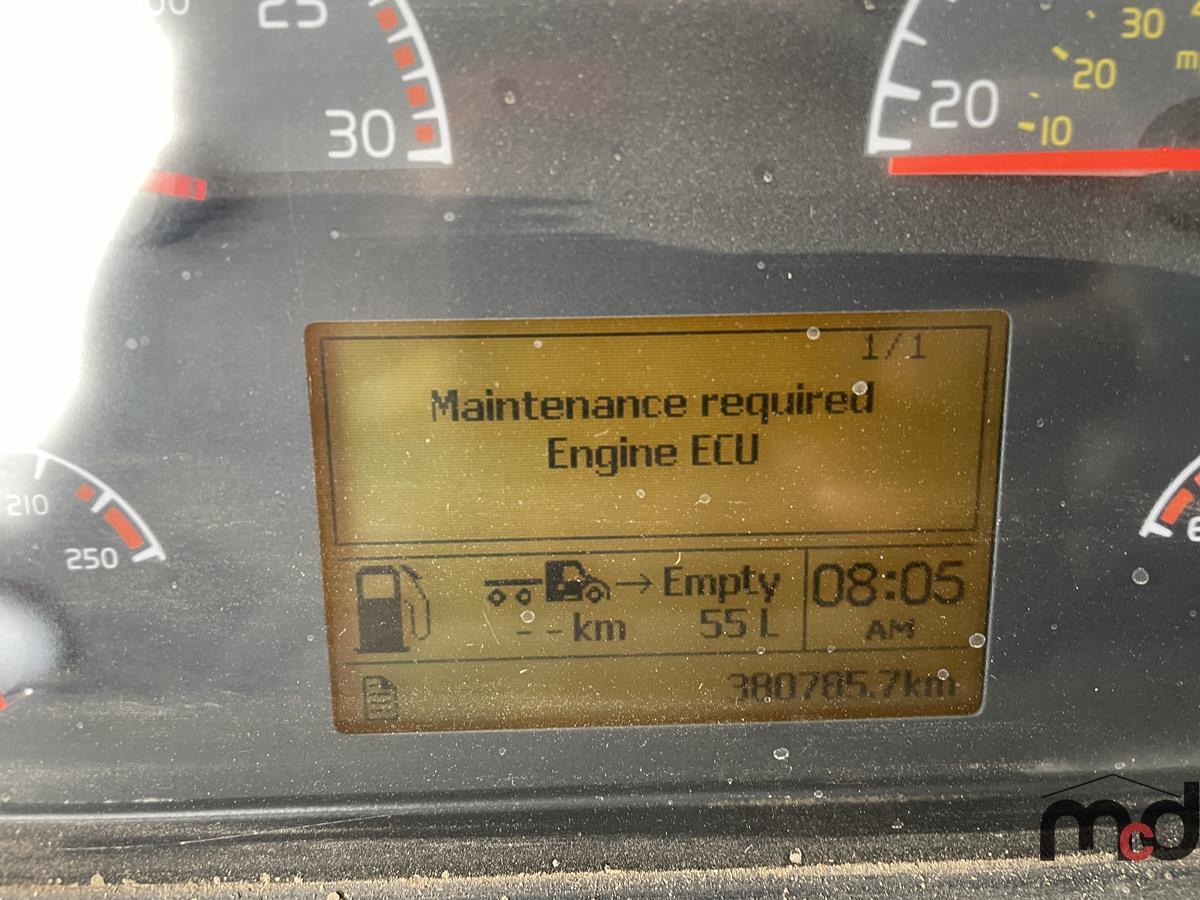 25
30
20
30
20
10
210
250
1/1
Maintenance required
Engine ECU
Empty
-- km
55 L
08:05
AM
380785.7km
mcd